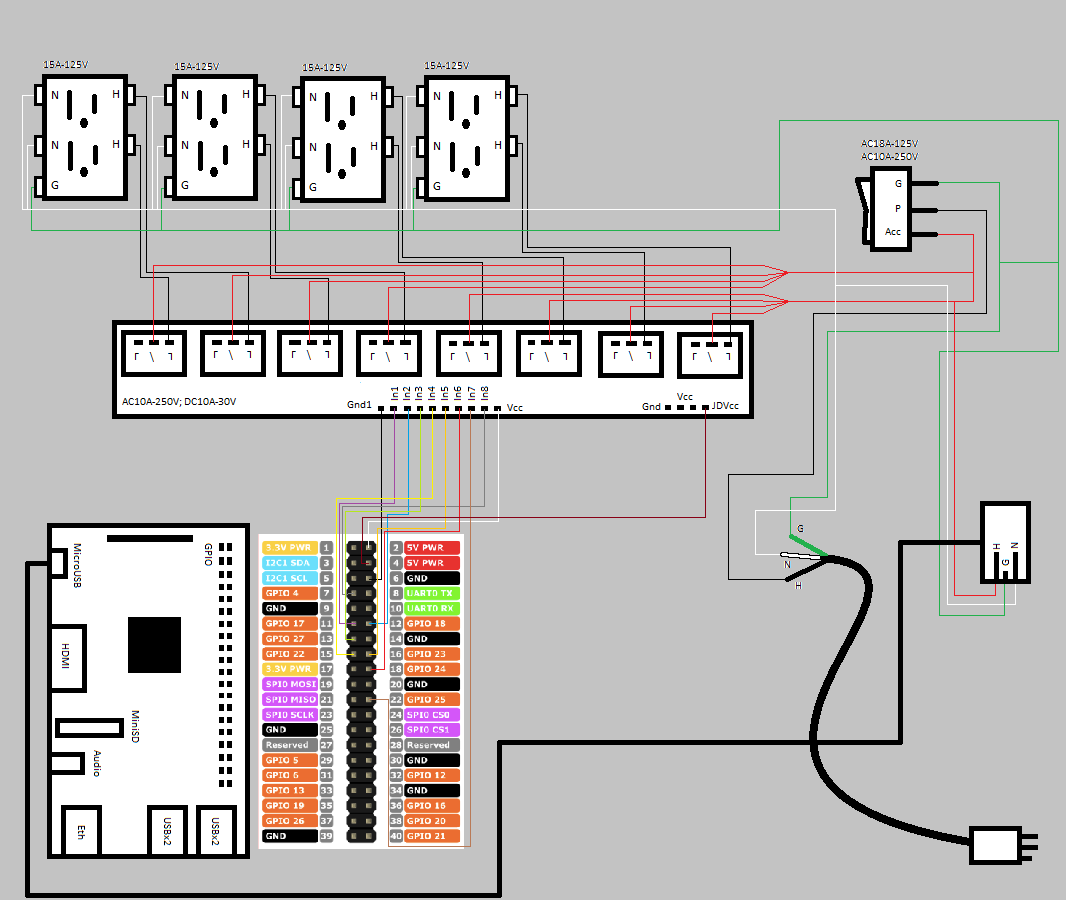 15A-125V
15A-125V
15A-125V
15A-125V
N H
N H
G
N H
N H
G
N H
N H
G
N H
N H
G
AC18A-125V
AC10A-250V
G
P
Acc
AC10A-250V; DC10A-30V
Gnd1
In1
In2
In3
In4
In5
In6
In7
In8
Vcc
Gnd
Vcc
JDVcc
MicroUSB
GPIO
HDMI
MiniSD
Audio
Eth
USBx2
USBx2
3.3V PWR 1 2 5V PWR
I2C1 SDA 3 4 5V PWR
I2C1 SCL 5 6 GND
GPIO 4 7 8 UART0 TX
GND 9 10 UART0 RX
GPIO 17 11 12 GPIO 18
GPIO 27 13 14 GND
GPIO 22 15 16 GPIO 23
3.3V PWR 17 18 GPIO 24
SPI0 MOSI 19 20 GND
SPI0 MISO 21 22 GPIO 25
SPI0 SCLK 23 24 SPI0 CS0
GND 25 26 SPI0 CS1
Reserved 27 28 Reserved
GPIO 5 29 30 GND
GPIO 6 31 32 GPIO 12
GPIO 13 33 34 GND
GPIO 19 35 36 GPIO 16
GPIO 26 37 38 GPIO 20
GND 39 40 GPIO 21
G
N
H
H
G
N